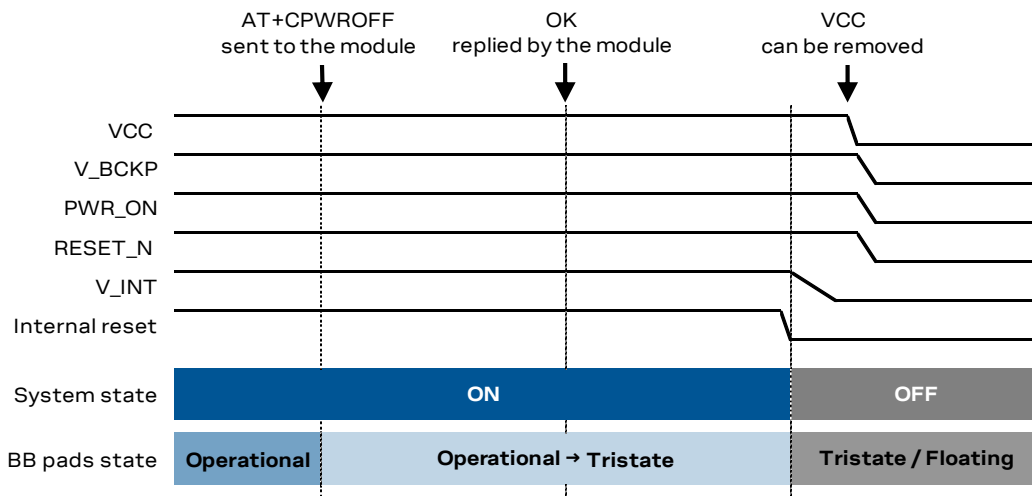 AT+CPWROFF
sent to the module
OK
replied by the module
VCC
can be removed
VCC
V_BCKP
PWR_ON
RESET_N
V_INT
Internal reset
System state
ON
OFF
BB pads state
Operational
Operational → Tristate
Tristate / Floating